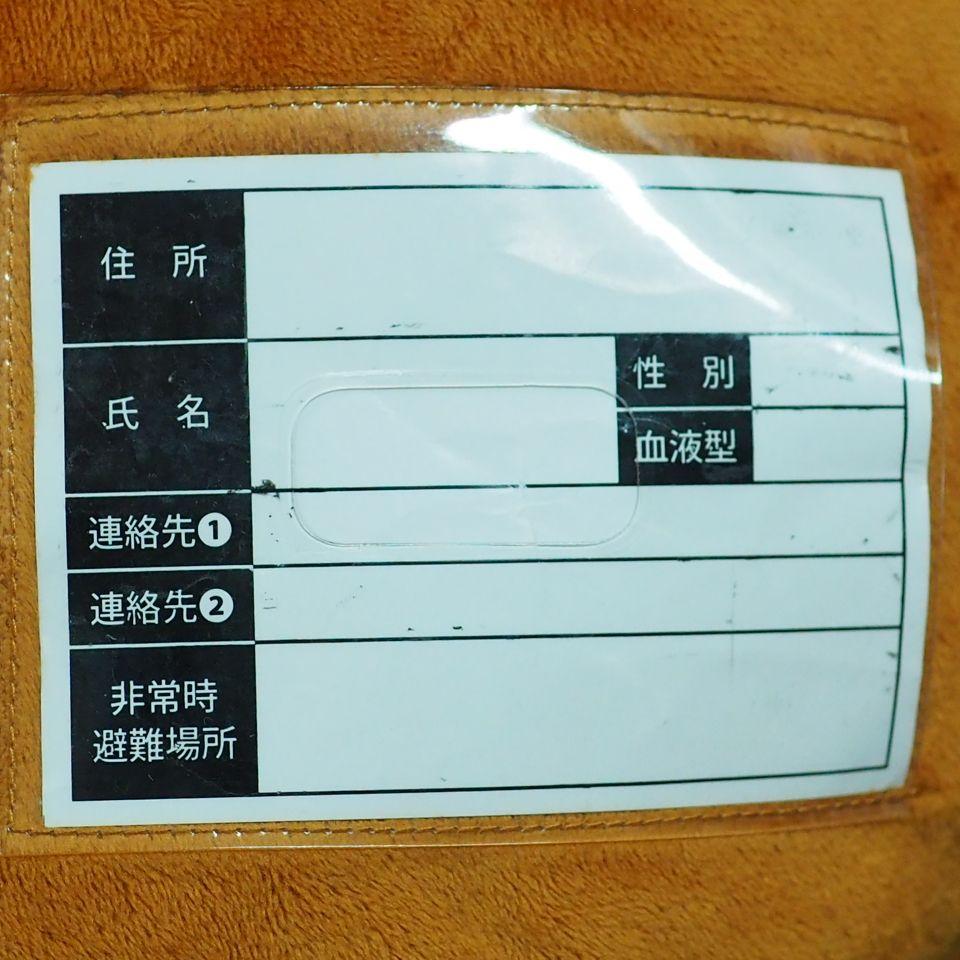 住 所
氏 名
性 別
血液型
連絡先❶
連絡先❷
非常時
避難場所